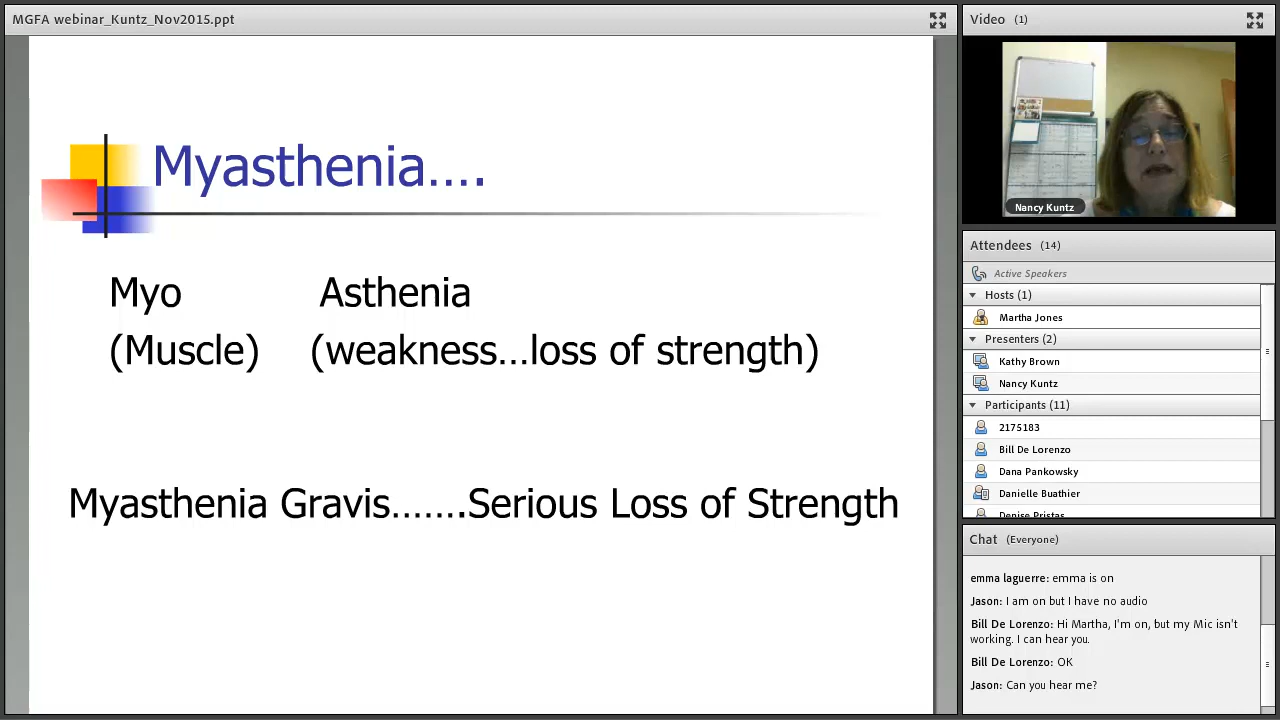 MGFA webinar_Kuntz_Nov2015.ppt
Myasthenia....
Myo Asthenia
(Muscle) (weakness...loss of strength)
Myasthenia Gravis.......Serious Loss of Strength
Video (1)
Nancy Kuntz
Attendees (14)
Active Speakers
Hosts (1)
Martha Jones
Presenters (2)
Kathy Brown
Nancy Kuntz
Participants (11)
2175183
Bill De Lorenzo
Dana Pankowsky
Danielle Buathier
Denise Pristas
Chat (Everyone)
emma laguerre: emma is on
Jason: I am on but I have no audio
Bill De Lorenzo: Hi Martha, I'm on, but my Mic isn't
working. I can hear you.
Bill De Lorenzo: OK
Jason: Can you hear me?